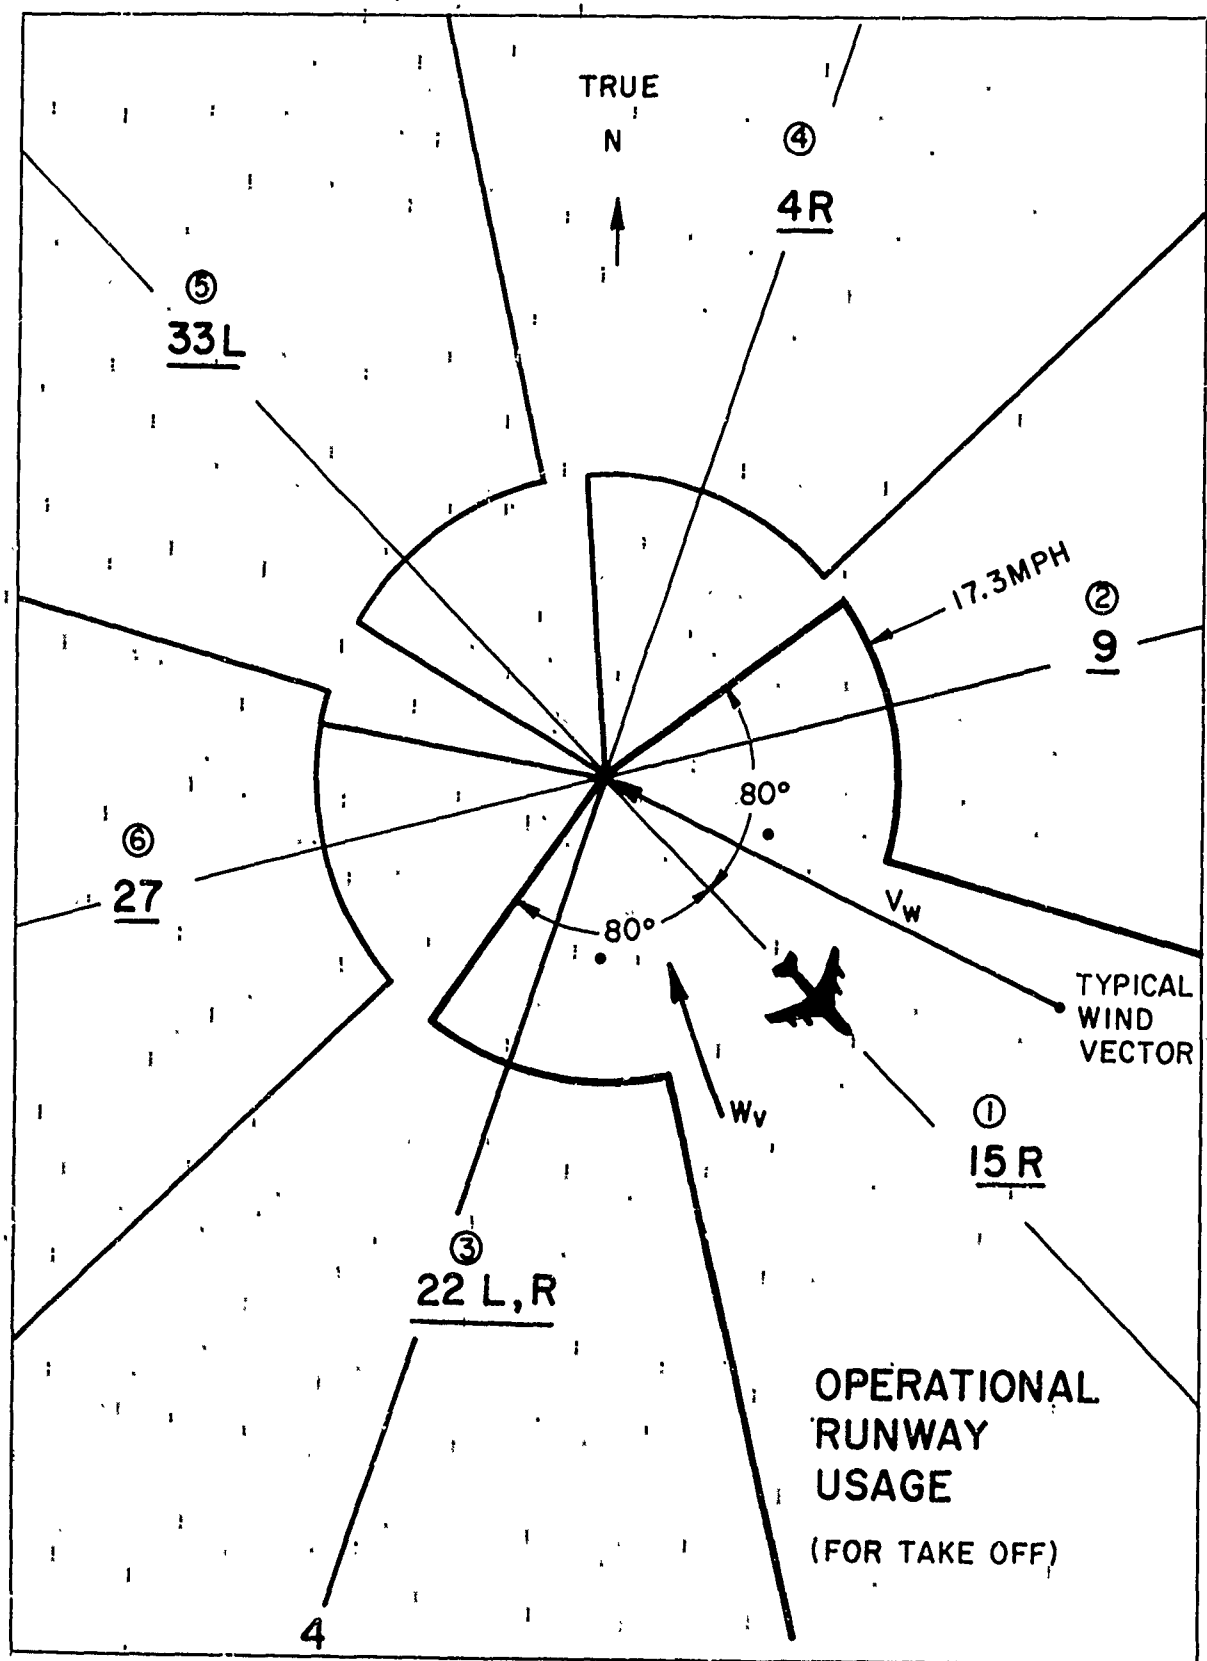 TRUE
N
④
4R
⑤
33L
17.3MPH
②
9
80°
⑥
27
80°
Vw
TYPICAL
WIND
VECTOR
Wv
①
15R
③
22 L, R
OPERATIONAL
RUNWAY
USAGE
(FOR TAKE OFF)
4